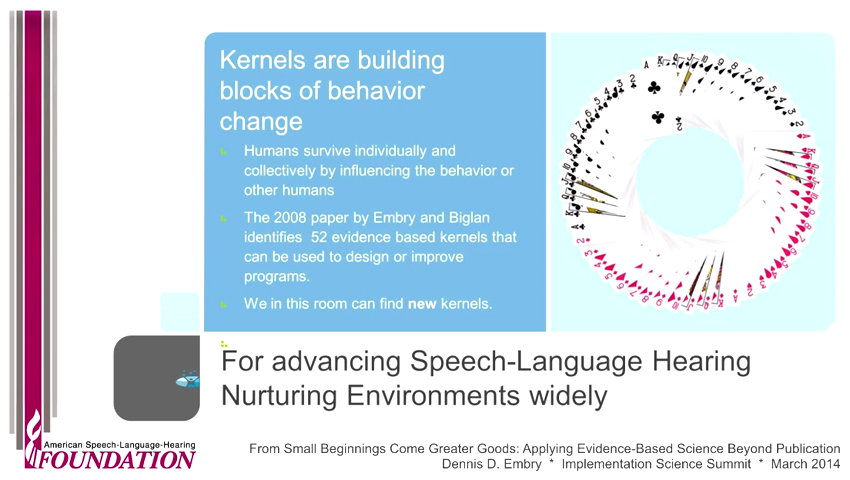 Kernels are building
blocks of behavior
change
Humans survive individually and
collectively by influencing the behavior or
other humans
The 2008 paper by Embry and Biglan
identifies 52 evidence based kernels that
can be used to design or improve
programs.
We in this room can find new kernels.
For advancing Speech-Language Hearing
Nurturing Environments widely
American Speech-Language-Hearing
FOUNDATION
From Small Beginnings Come Greater Goods: Applying Evidence-Based Science Beyond Publication
Dennis D. Embry * Implementation Science Summit * March 2014